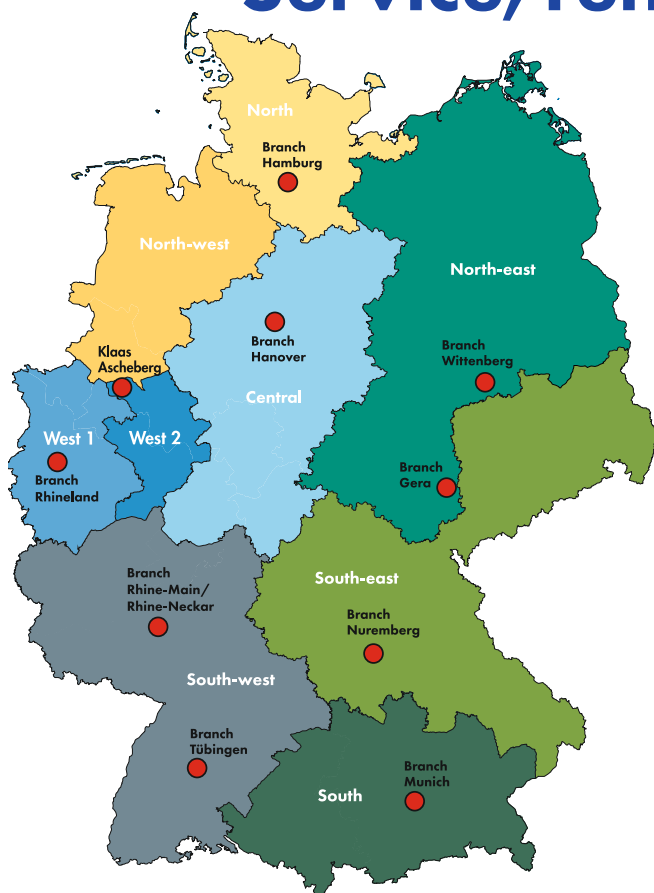 North
Branch
Hamburg
North-west
North-east
Klaas
Ascheberg
Branch
Hanover
Branch
Wittenberg
Central
West 1
West 2
Branch
Rhineland
Branch
Gera
Branch
Rhine-Main/
Rhine-Neckar
South-east
Branch
Nuremberg
South-west
Branch
Tübingen
South
Branch
Munich